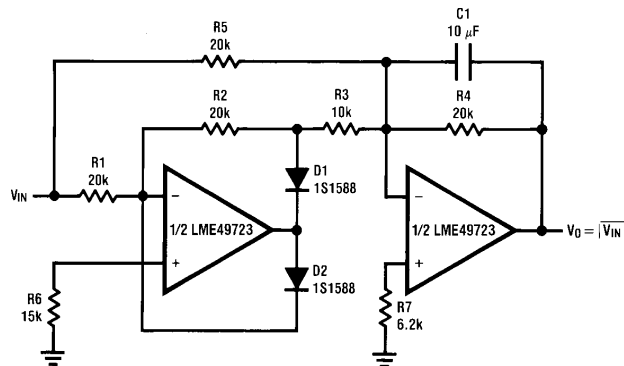 R5
20k
C1
10 μF
R2
20k
R3
10k
R4
20k
R1
20k
D1
1S1588
VIN
−
1/2 LME49723
+
−
1/2 LME49723
+
VO = |VIN|
D2
1S1588
R6
15k
R7
6.2k